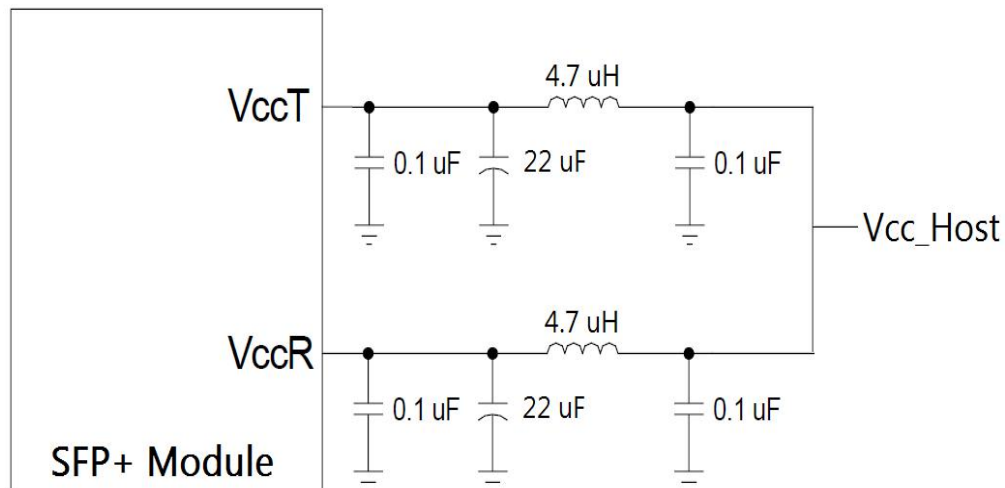 4.7 uH
VccT
0.1 uF
22 uF
0.1 uF
Vcc_Host
4.7 uH
VccR
0.1 uF
22 uF
0.1 uF
SFP+ Module